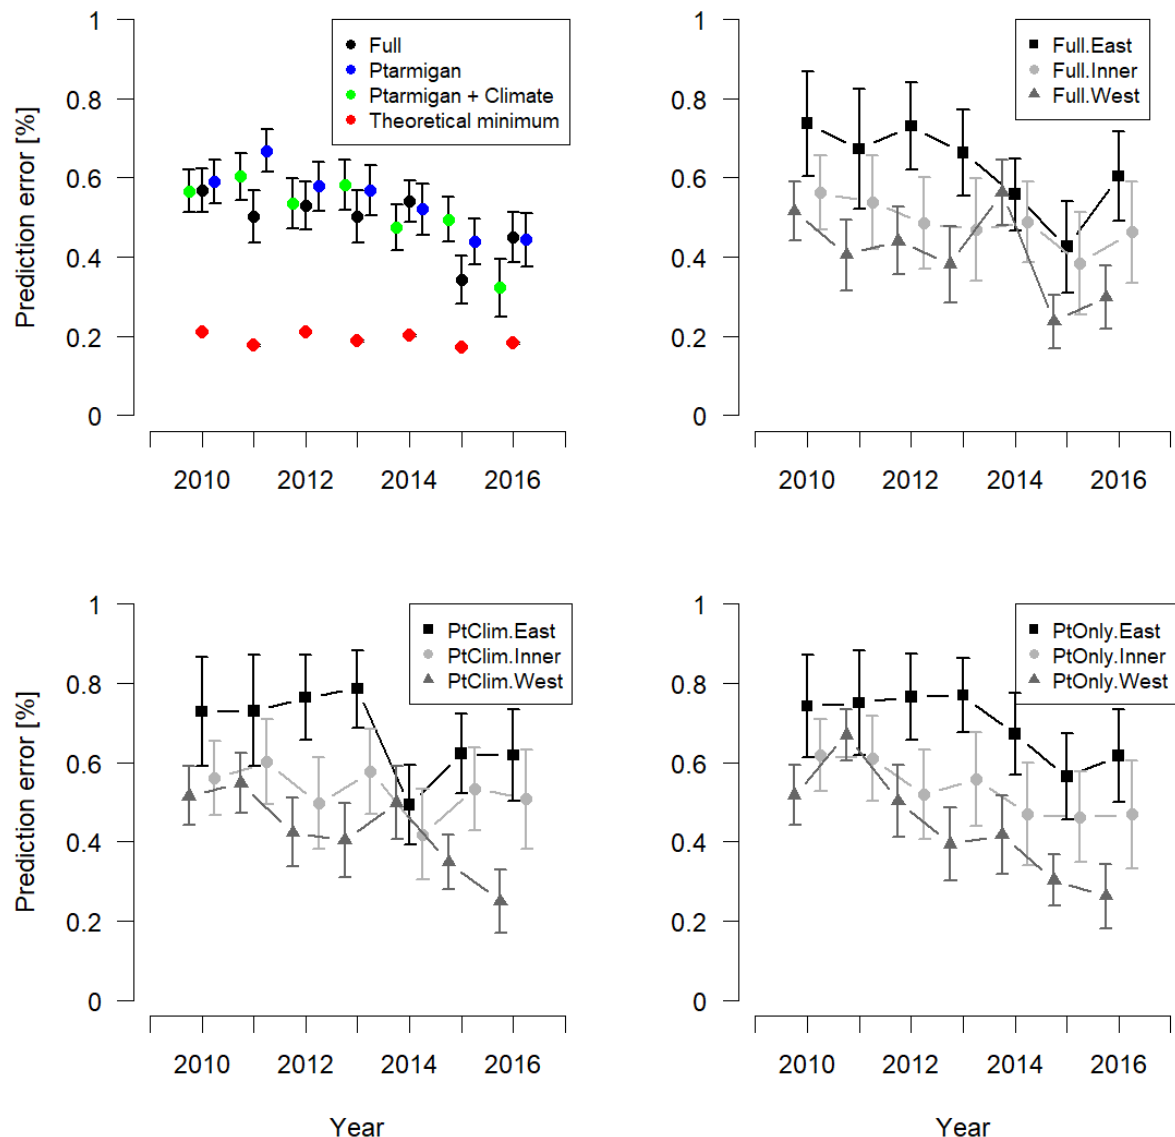 1
0.8
0.6
0.4
0.2
0
Prediction error [%]
Full
Ptarmigan
Ptarmigan + Climate
Theoretical minimum
2010 2012 2014 2016
1
0.8
0.6
0.4
0.2
0
Full.East
Full.Inner
Full.West
2010 2012 2014 2016
1
0.8
0.6
0.4
0.2
0
Prediction error [%]
PtClim.East
PtClim.Inner
PtClim.West
2010 2012 2014 2016
Year
1
0.8
0.6
0.4
0.2
0
PtOnly.East
PtOnly.Inner
PtOnly.West
2010 2012 2014 2016
Year